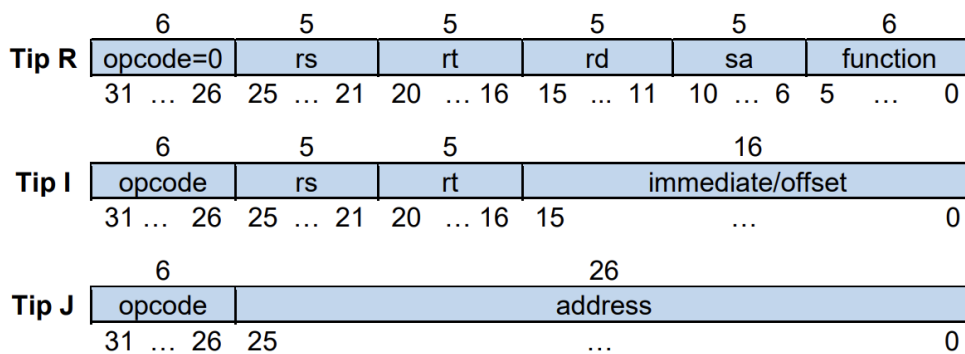 6 5 5 5 5 6
Tip R opcode=0 rs rt rd sa function
31 … 26 25 … 21 20 … 16 15 ... 11 10 … 6 5 … 0
6 5 5 16
Tip I opcode rs rt immediate/offset
31 … 26 25 … 21 20 … 16 15 … 0
6 26
Tip J opcode address
31 … 26 25 … 0